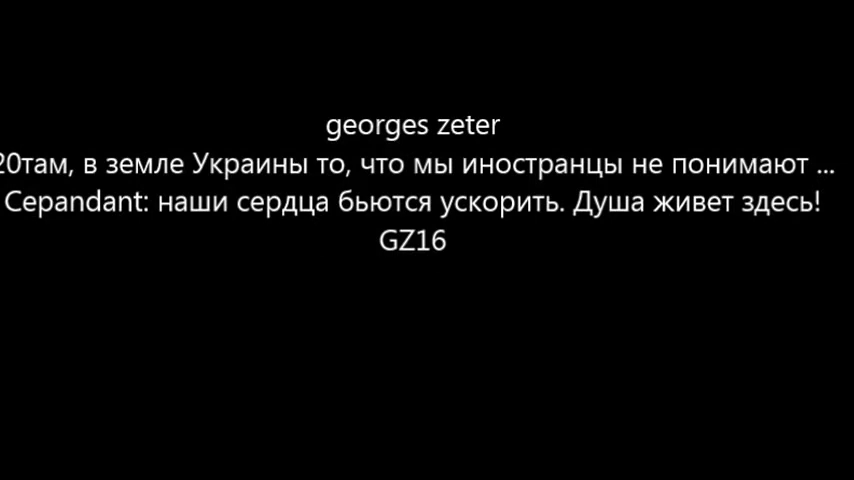 georges zeter
20там, в земле Украины то, что мы иностранцы не понимают ...
Cepandant: наши сердца бьются ускорить. Душа живет здесь!
GZ16